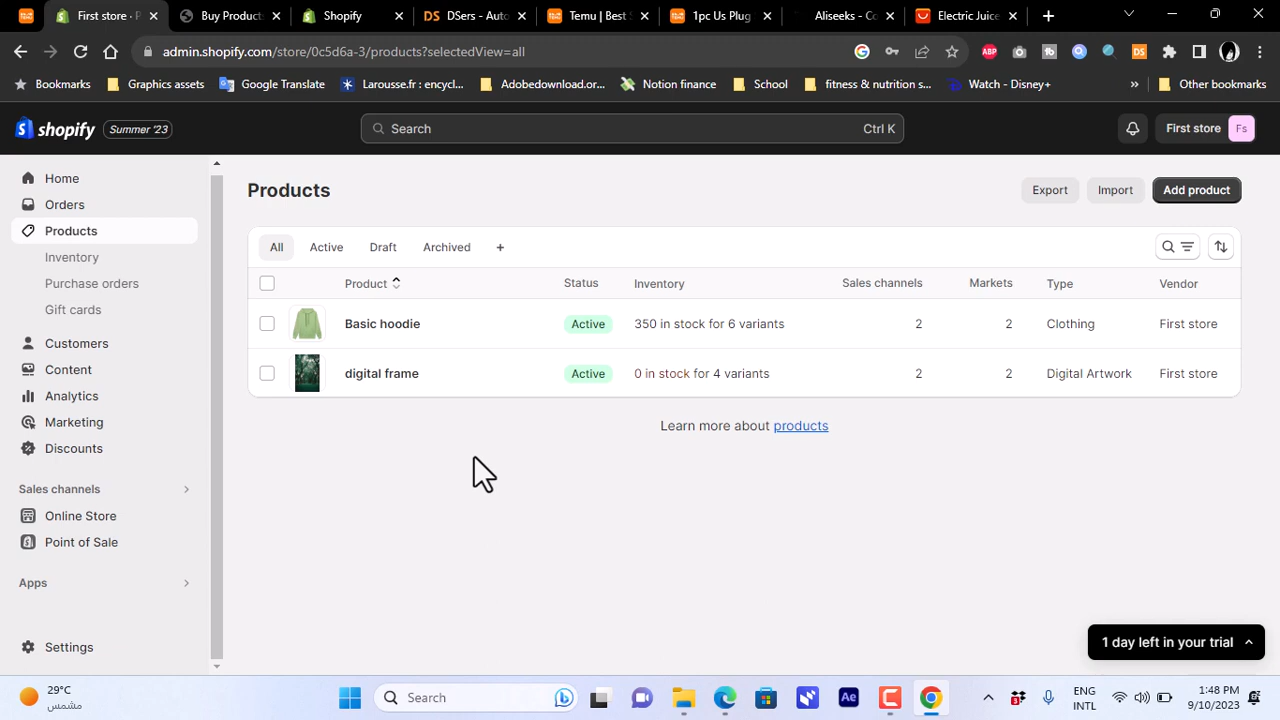 First store · P
Buy Product
Shopify
DSers - Auto
Temu | Best S
1pc Us Plug
Aliseeks - Co
Electric Juice
admin.shopify.com/store/0c5d6a-3/products?selectedView=all
Bookmarks
Graphics assets
Google Translate
Larousse.fr : encycl...
Adobedownload.or...
Notion finance
School
fitness & nutrition s...
Watch - Disney+
»
Other bookmarks
shopify
Summer '23
Search
Ctrl K
First store
Fs
Home
Orders
Products
Inventory
Purchase orders
Gift cards
Customers
Content
Analytics
Marketing
Discounts
Sales channels
Online Store
Point of Sale
Apps
Settings
Products
Export
Import
Add product
All
Active
Draft
Archived
+
Product
Status
Inventory
Sales channels
Markets
Type
Vendor
Basic hoodie
Active
350 in stock for 6 variants
2
2
Clothing
First store
digital frame
Active
0 in stock for 4 variants
2
2
Digital Artwork
First store
Learn more about products
1 day left in your trial
29°C
مشمس
Search
ENG
INTL
1:48 PM
9/10/2023